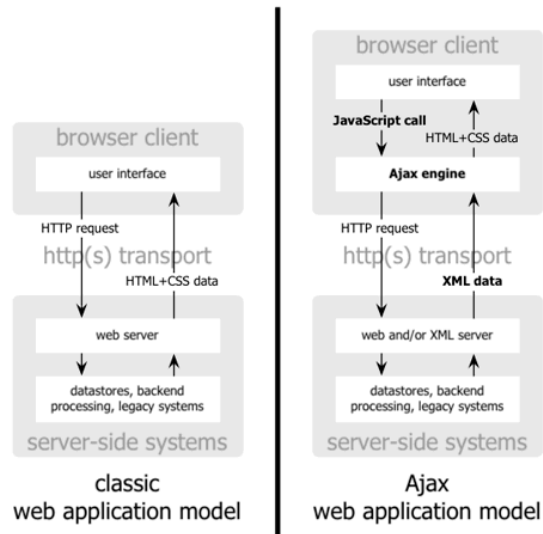 browser client
user interface
HTTP request
http(s) transport
HTML+CSS data
web server
datastores, backend
processing, legacy systems
server-side systems
classic
web application model
browser client
user interface
JavaScript call
HTML+CSS data
Ajax engine
HTTP request
http(s) transport
XML data
web and/or XML server
datastores, backend
processing, legacy systems
server-side systems
Ajax
web application model